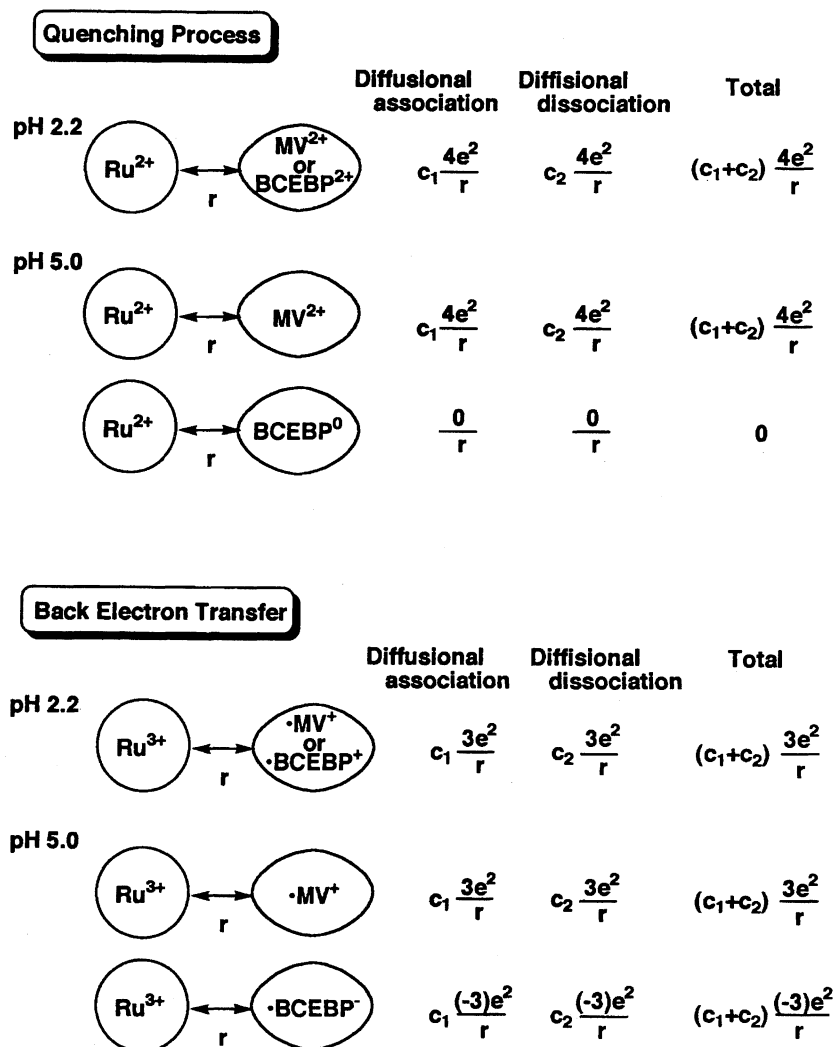 Quenching Process
Diffusional association Diffisional dissociation Total
pH 2.2
Ru²⁺ r MV²⁺ or BCEBP²⁺ c₁ 4e²/r c₂ 4e²/r (c₁+c₂) 4e²/r
pH 5.0
Ru²⁺ r MV²⁺ c₁ 4e²/r c₂ 4e²/r (c₁+c₂) 4e²/r
Ru²⁺ r BCEBP⁰ 0/r 0/r 0
Back Electron Transfer
Diffusional association Diffisional dissociation Total
pH 2.2
Ru³⁺ r ·MV⁺ or ·BCEBP⁺ c₁ 3e²/r c₂ 3e²/r (c₁+c₂) 3e²/r
pH 5.0
Ru³⁺ r ·MV⁺ c₁ 3e²/r c₂ 3e²/r (c₁+c₂) 3e²/r
Ru³⁺ r ·BCEBP⁻ c₁ (-3)e²/r c₂ (-3)e²/r (c₁+c₂) (-3)e²/r